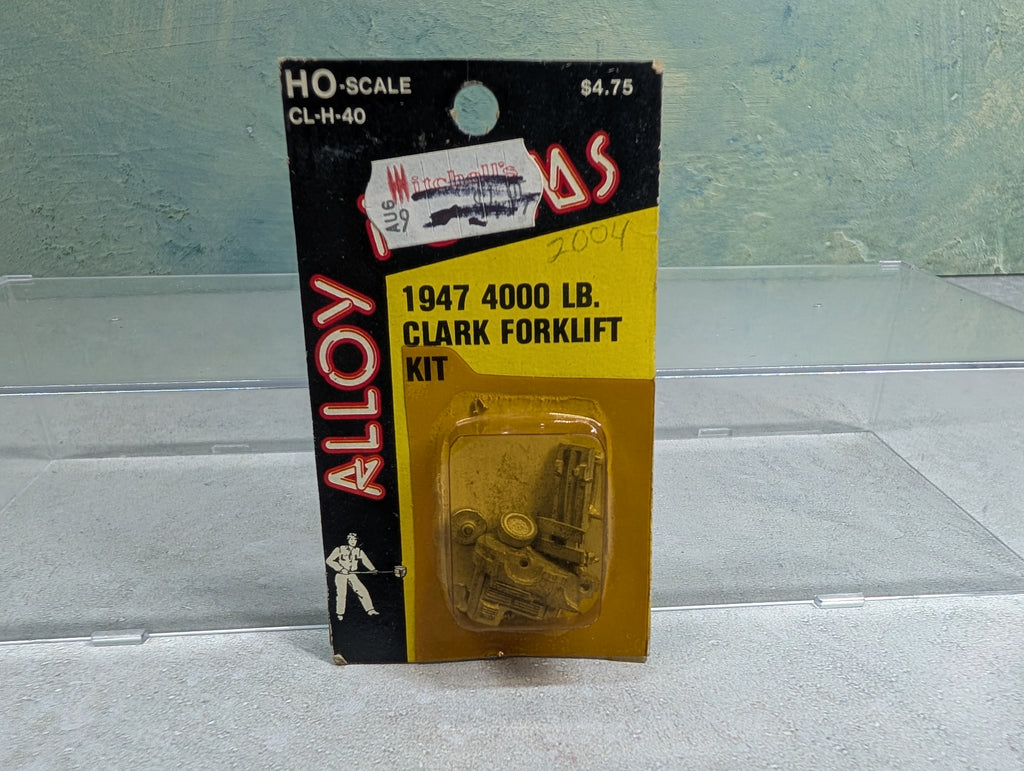 HO-SCALE
CL-H-40
$4.75
Mitchell's
AUG
9
2004
ALLOY
1947 4000 LB.
CLARK FORKLIFT
KIT